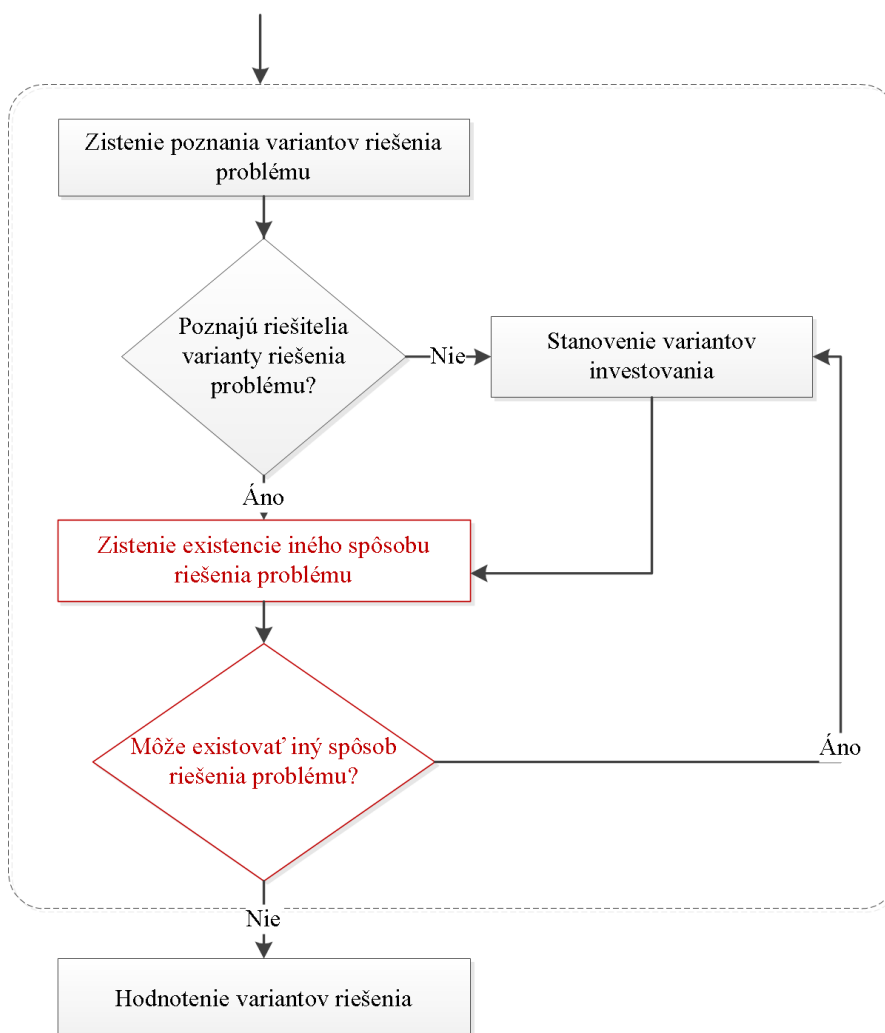 Zistenie poznania variantov riešenia
problému
Poznajú riešitelia
varianty riešenia
problému?
Nie
Stanovenie variantov
investovania
Áno
Zistenie existencie iného spôsobu
riešenia problému
Môže existovať iný spôsob
riešenia problému?
Áno
Nie
Hodnotenie variantov riešenia